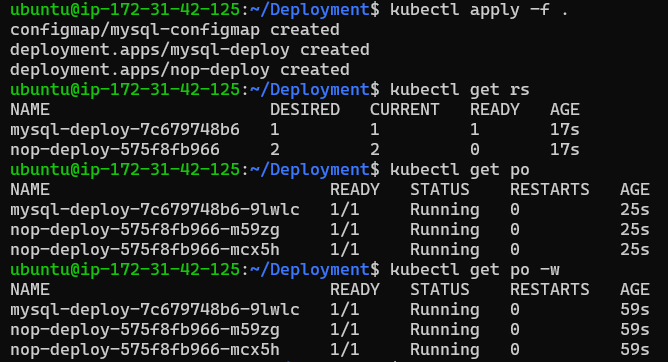 ubuntu@ip-172-31-42-125:~/Deployment$ kubectl apply -f .
configmap/mysql-configmap created
deployment.apps/mysql-deploy created
deployment.apps/nop-deploy created
ubuntu@ip-172-31-42-125:~/Deployment$ kubectl get rs
NAME DESIRED CURRENT READY AGE
mysql-deploy-7c679748b6 1 1 1 17s
nop-deploy-575f8fb966 2 2 0 17s
ubuntu@ip-172-31-42-125:~/Deployment$ kubectl get po
NAME READY STATUS RESTARTS AGE
mysql-deploy-7c679748b6-9lwlc 1/1 Running 0 25s
nop-deploy-575f8fb966-m59zg 1/1 Running 0 25s
nop-deploy-575f8fb966-mcx5h 1/1 Running 0 25s
ubuntu@ip-172-31-42-125:~/Deployment$ kubectl get po -w
NAME READY STATUS RESTARTS AGE
mysql-deploy-7c679748b6-9lwlc 1/1 Running 0 59s
nop-deploy-575f8fb966-m59zg 1/1 Running 0 59s
nop-deploy-575f8fb966-mcx5h 1/1 Running 0 59s